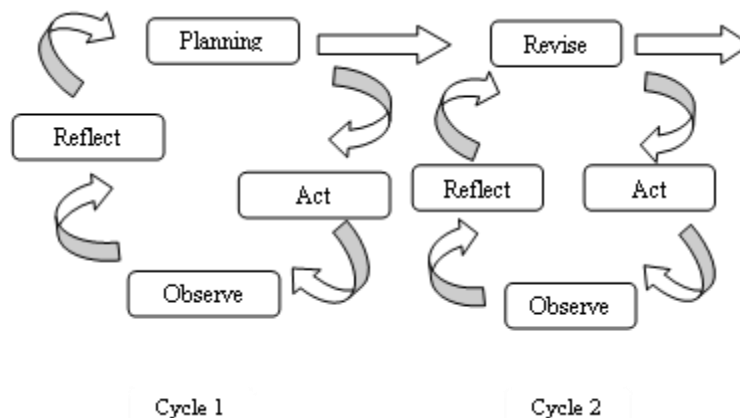 Planning
Revise
Reflect
Act
Reflect
Act
Observe
Observe
Cycle 1
Cycle 2